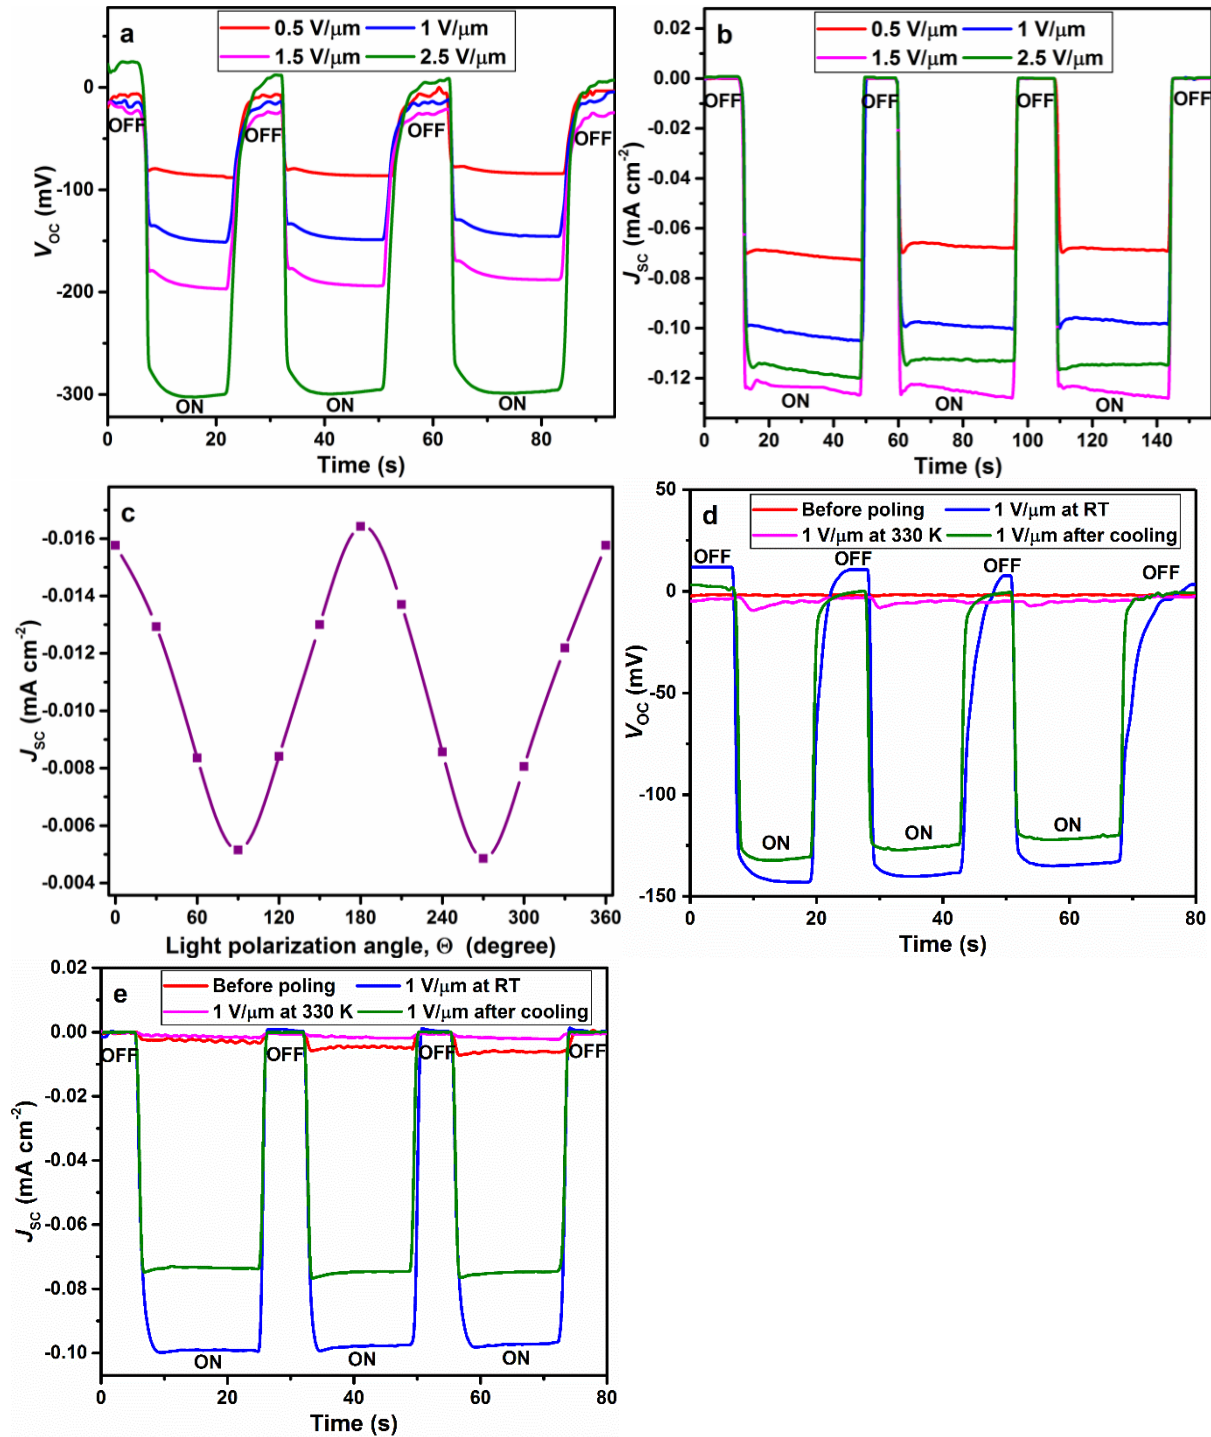 a
0.5 V/μm 1 V/μm
1.5 V/μm 2.5 V/μm
0
-100
-200
-300
V_OC (mV)
OFF OFF OFF OFF
ON ON ON
0 20 40 60 80
Time (s)
b
0.5 V/μm 1 V/μm
1.5 V/μm 2.5 V/μm
0.02
0.00
-0.02
-0.04
-0.06
-0.08
-0.10
-0.12
J_SC (mA cm⁻²)
OFF OFF OFF OFF
ON ON ON
0 20 40 60 80 100 120 140
Time (s)
c
-0.016
-0.014
-0.012
-0.010
-0.008
-0.006
-0.004
J_SC (mA cm⁻²)
0 60 120 180 240 300 360
Light polarization angle, Θ (degree)
d
Before poling 1 V/μm at RT
1 V/μm at 330 K 1 V/μm after cooling
50
0
-50
-100
-150
V_OC (mV)
OFF OFF OFF OFF
ON ON ON
0 20 40 60 80
Time (s)
e
Before poling 1 V/μm at RT
1 V/μm at 330 K 1 V/μm after cooling
0.02
0.00
-0.02
-0.04
-0.06
-0.08
-0.10
J_SC (mA cm⁻²)
OFF OFF OFF OFF
ON ON ON
0 20 40 60 80
Time (s)